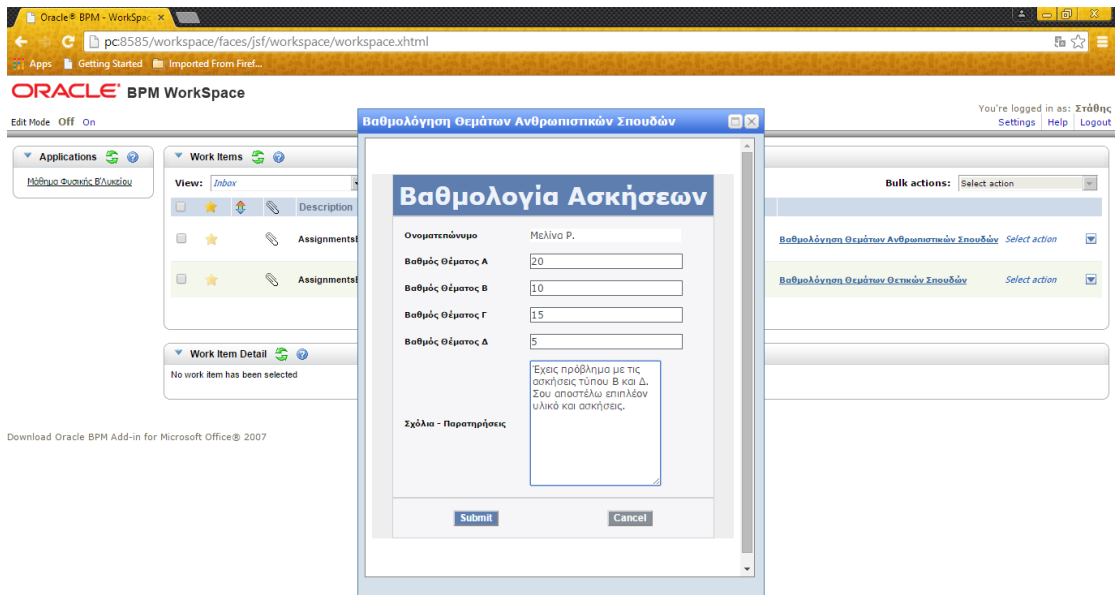 Oracle® BPM - WorkSpac
pc:8585/workspace/faces/jsf/workspace/workspace.xhtml
Apps Getting Started Imported From Firef...
ORACLE® BPM WorkSpace
You're logged in as: Στάθης
Edit Mode Off On
Settings Help Logout
Βαθμολόγηση Θεμάτων Ανθρωπιστικών Σπουδών
Applications
Work Items
Μάθημα Φυσικής Β'Λυκείου
View: Inbox
Bulk actions: Select action
Description
Βαθμολογία Ασκήσεων
Ονοματεπώνυμο Μελίνα Ρ.
Assignments
Βαθμολόγηση Θεμάτων Ανθρωπιστικών Σπουδών Select action
Βαθμός Θέματος Α 20
Assignments
Βαθμολόγηση Θεμάτων Θετικών Σπουδών Select action
Βαθμός Θέματος Β 10
Βαθμός Θέματος Γ 15
Βαθμός Θέματος Δ 5
Work Item Detail
No work item has been selected
Έχεις πρόβλημα με τις
ασκήσεις τύπου Β και Δ.
Σου αποστέλω επιπλέον
υλικό και ασκήσεις.
Σχόλια - Παρατηρήσεις
Download Oracle BPM Add-in for Microsoft Office® 2007
Submit Cancel